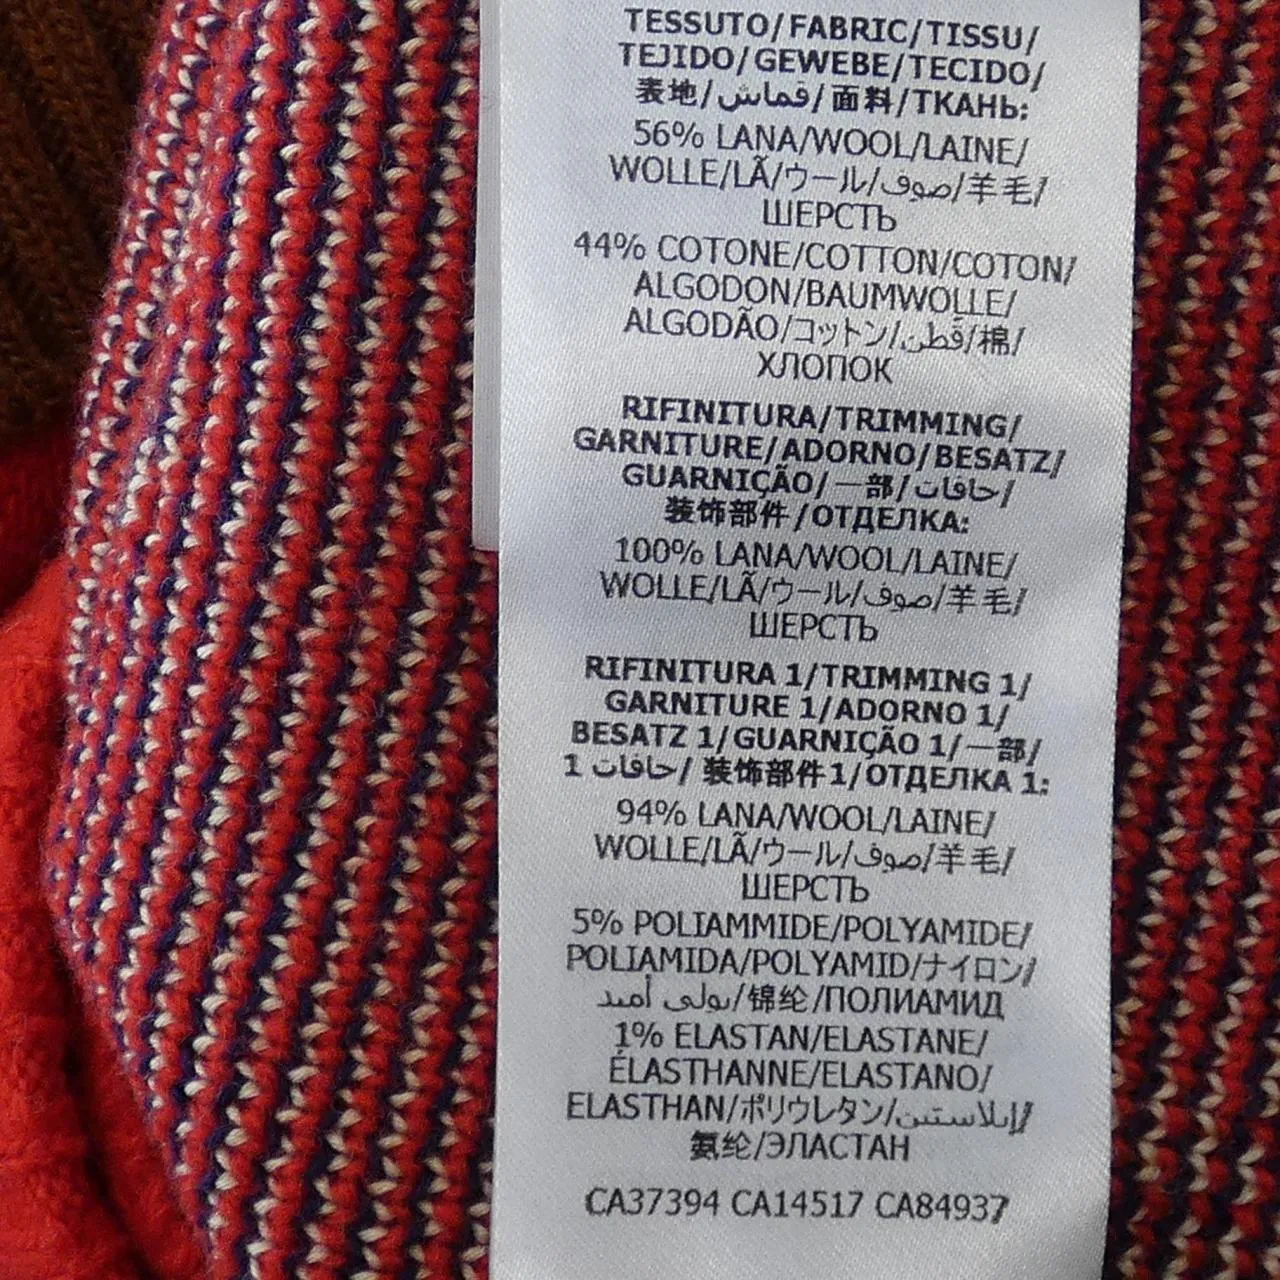 TESSUTO/FABRIC/TISSU/
TEJIDO/GEWEBE/TECIDO/
表地/قماش/面料/ТКАНЬ:
56% LANA/WOOL/LAINE/
WOLLE/LÃ/ウール/صوف/羊毛/
ШЕРСТЬ
44% COTONE/COTTON/COTON/
ALGODON/BAUMWOLLE/
ALGODÃO/コットン/قطن/棉/
ХЛОПОК
RIFINITURA/TRIMMING/
GARNITURE/ADORNO/BESATZ/
GUARNIÇÃO/一部/حافات/
装饰部件/ОТДЕЛКА:
100% LANA/WOOL/LAINE/
WOLLE/LÃ/ウール/صوف/羊毛/
ШЕРСТЬ
RIFINITURA 1/TRIMMING 1/
GARNITURE 1/ADORNO 1/
BESATZ 1/GUARNIÇÃO 1/一部/
1 حافات/ 装饰部件1/ОТДЕЛКА 1:
94% LANA/WOOL/LAINE/
WOLLE/LÃ/ウール/صوف/羊毛/
ШЕРСТЬ
5% POLIAMMIDE/POLYAMIDE/
POLIAMIDA/POLYAMID/ナイロン/
بولي أميد/锦纶/ПОЛИАМИД
1% ELASTAN/ELASTANE/
ÉLASTHANNE/ELASTANO/
ELASTHAN/ポリウレタン/إيلاستين/
氨纶/ЭЛАСТАН
CA37394 CA14517 CA84937